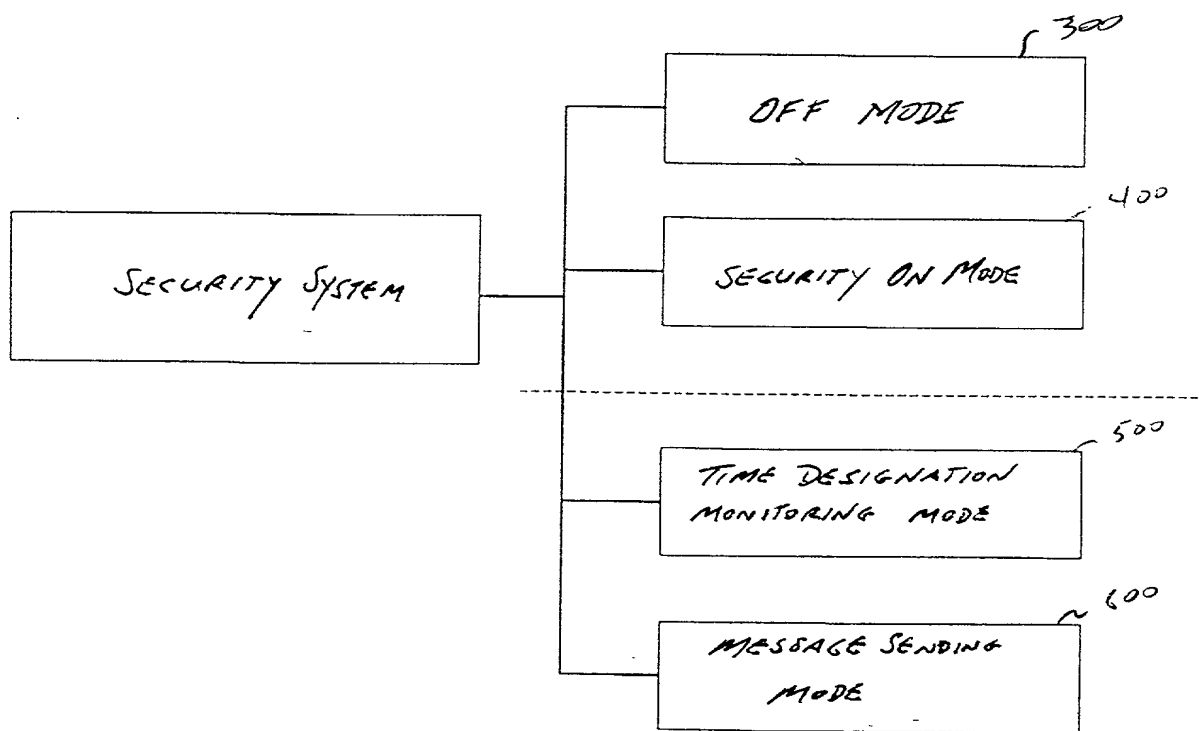 300
OFF MODE
400
SECURITY SYSTEM
SECURITY ON MODE
500
TIME DESIGNATION
MONITORING MODE
600
MESSAGE SENDING
MODE